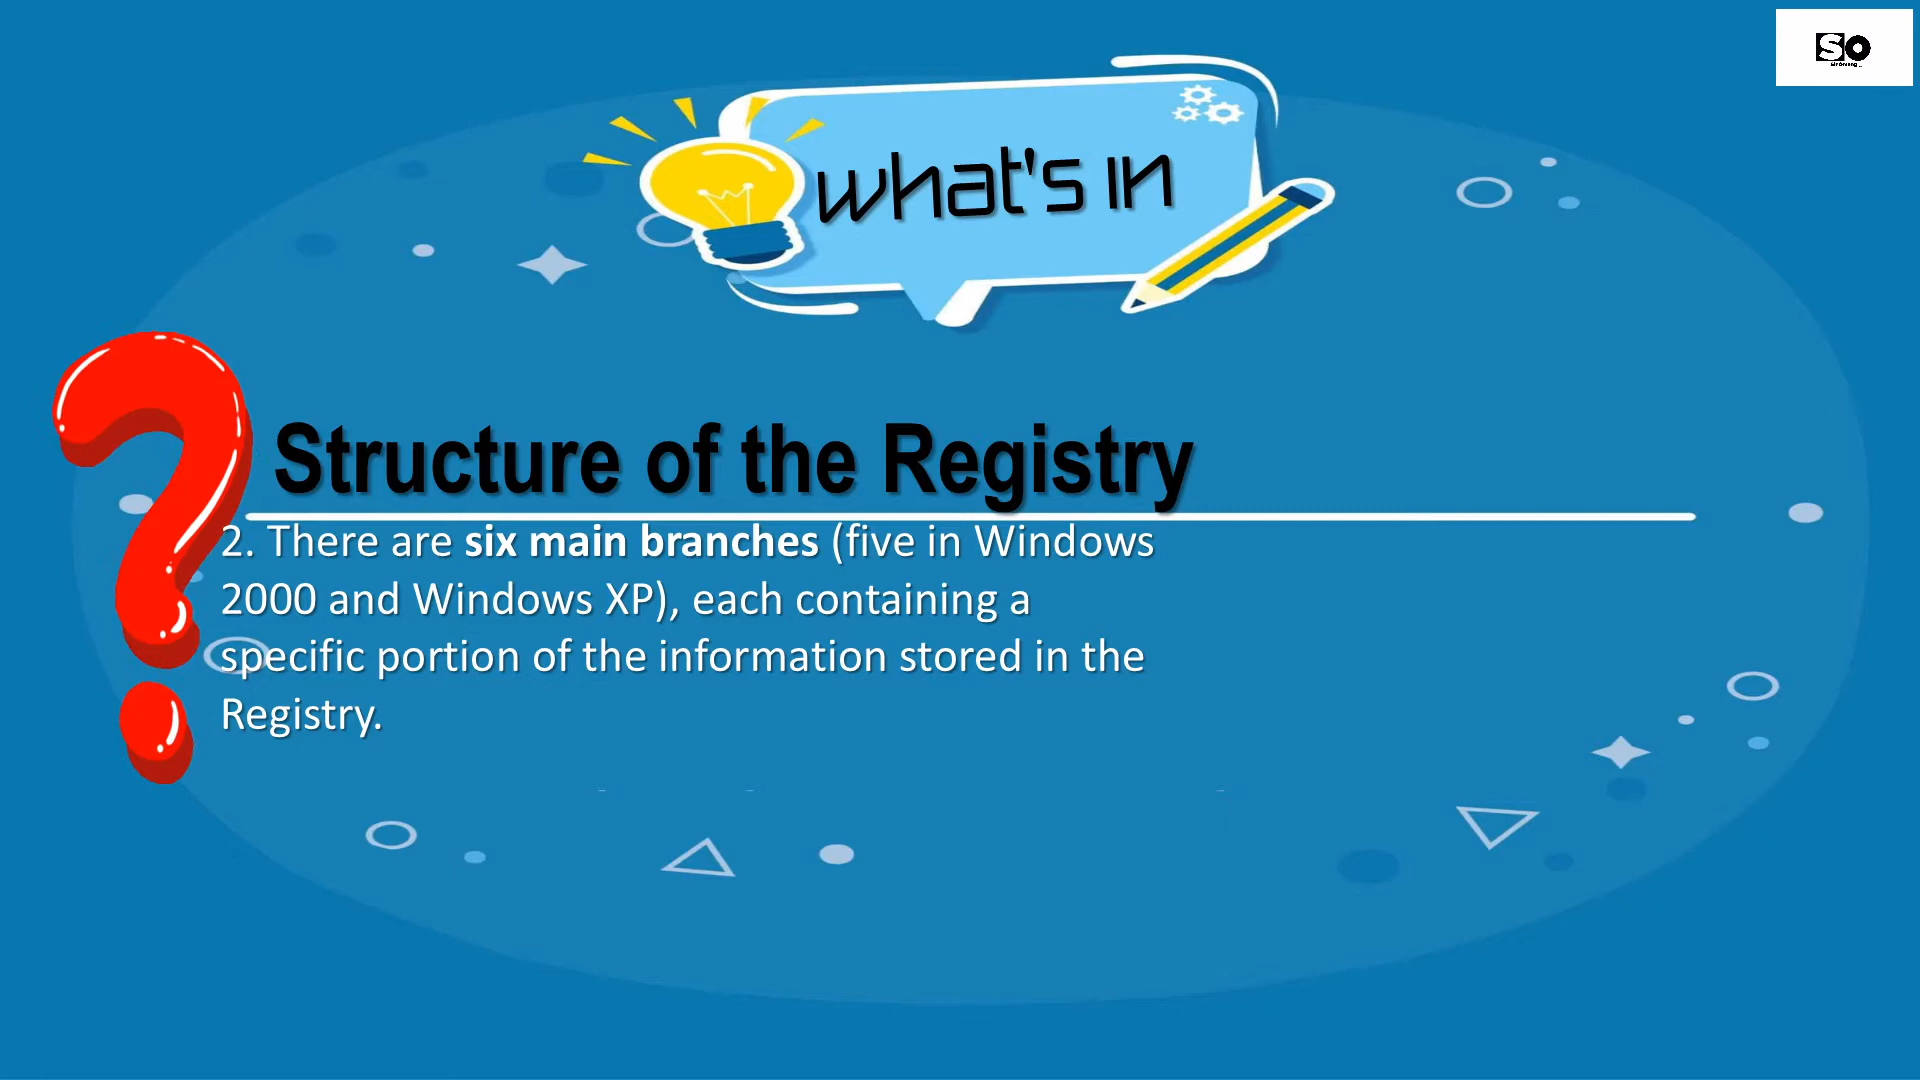 SO
what's in
Structure of the Registry
2. There are six main branches (five in Windows
2000 and Windows XP), each containing a
specific portion of the information stored in the
Registry.